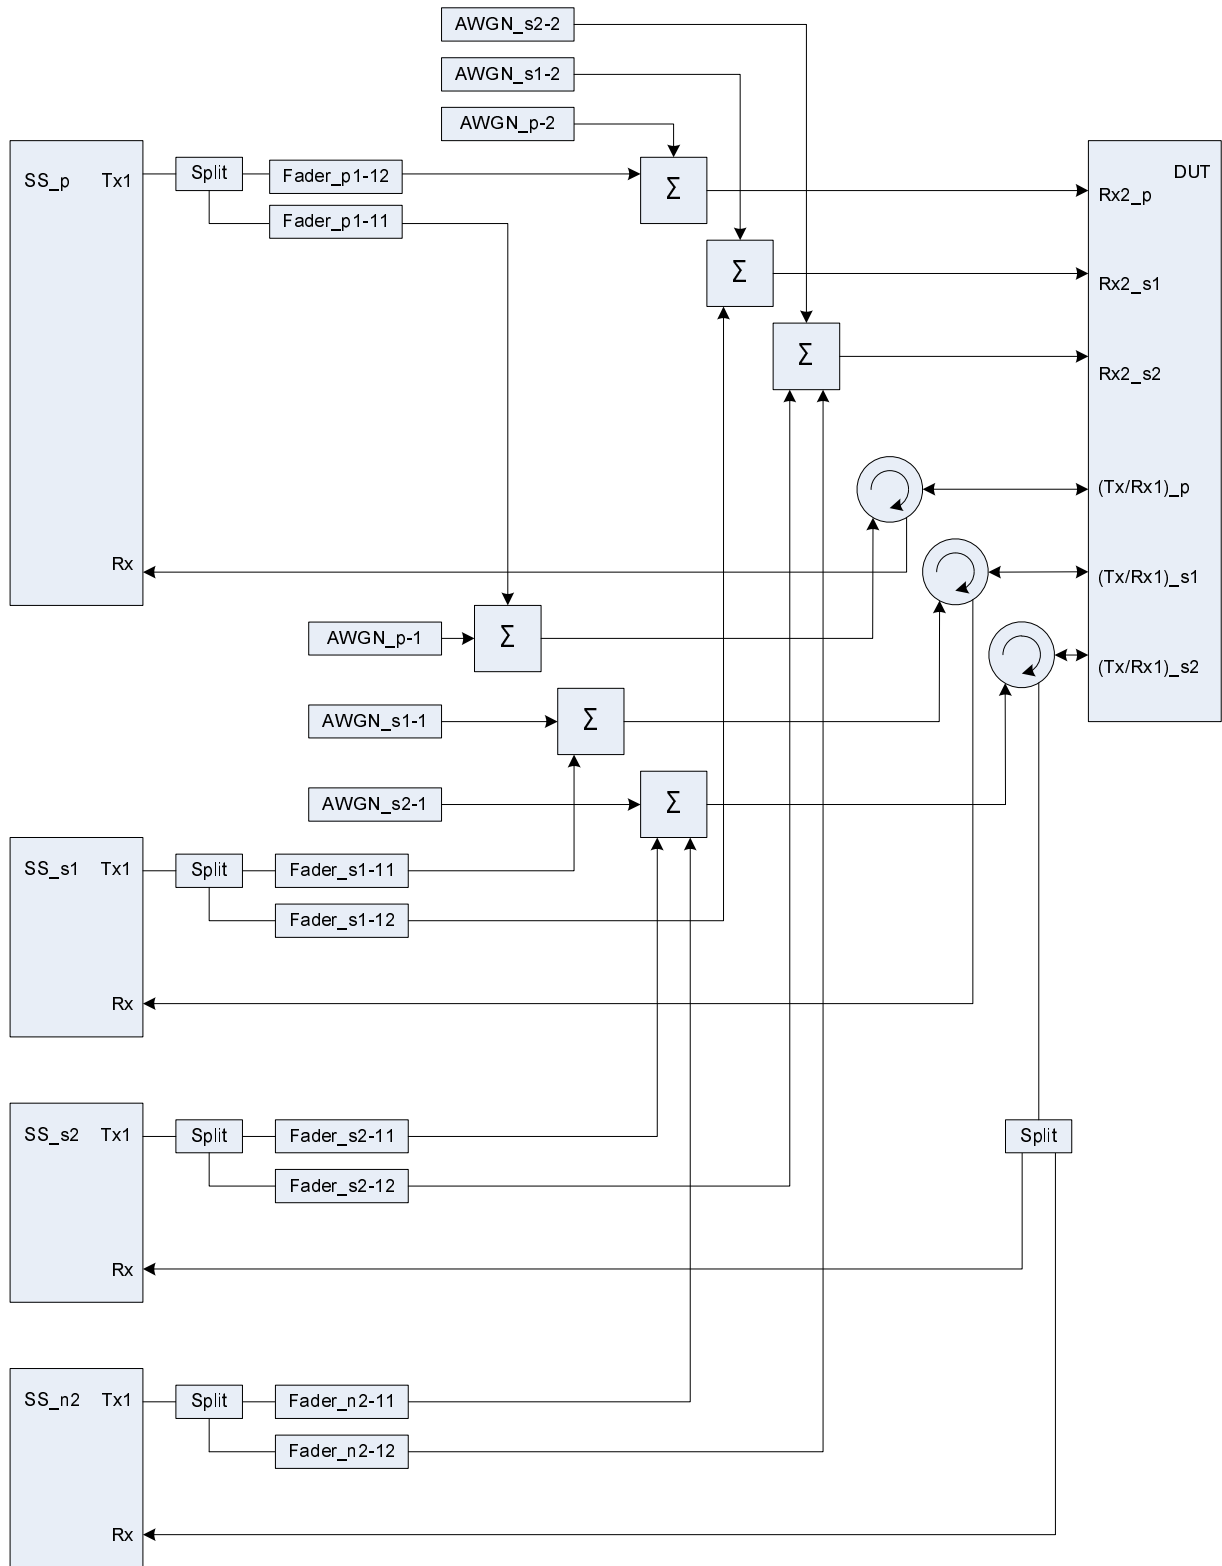 AWGN_s2-2
AWGN_s1-2
AWGN_p-2
SS_p Tx1
Split
Fader_p1-12
Σ
DUT
Rx2_p
Fader_p1-11
Σ
Rx2_s1
Σ
Rx2_s2
(Tx/Rx1)_p
Rx
(Tx/Rx1)_s1
AWGN_p-1
Σ
(Tx/Rx1)_s2
AWGN_s1-1
Σ
AWGN_s2-1
Σ
SS_s1 Tx1
Split
Fader_s1-11
Fader_s1-12
Rx
SS_s2 Tx1
Split
Fader_s2-11
Split
Fader_s2-12
Rx
SS_n2 Tx1
Split
Fader_n2-11
Fader_n2-12
Rx